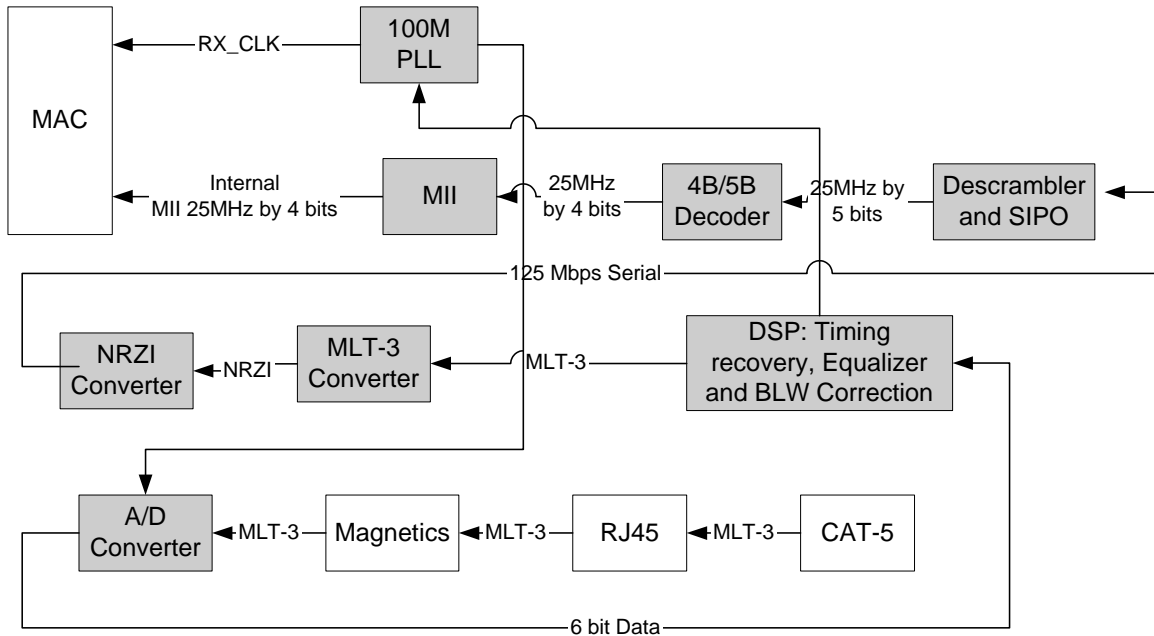 100M
PLL
RX_CLK
MAC
Internal
MII 25MHz by 4 bits
MII
25MHz
by 4 bits
4B/5B
Decoder
25MHz by
5 bits
Descrambler
and SIPO
125 Mbps Serial
NRZI
Converter
NRZI
MLT-3
Converter
MLT-3
DSP: Timing
recovery, Equalizer
and BLW Correction
A/D
Converter
MLT-3
Magnetics
MLT-3
RJ45
MLT-3
CAT-5
6 bit Data